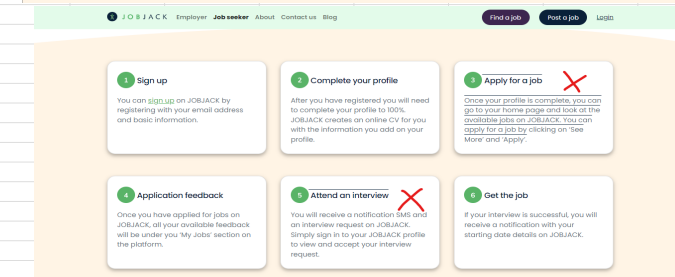 JOBJACK Employer Job seeker About Contact us Blog Find a job Post a job Login
1 Sign up
You can sign up on JOBJACK by
registering with your email address
and basic information.
2 Complete your profile
After you have registered you will need
to complete your profile to 100%.
JOBJACK creates an online CV for you
with the information you add on your
profile.
3 Apply for a job
Once your profile is complete, you can
go to your home page and look at the
available jobs on JOBJACK. You can
apply for a job by clicking on ‘See
More’ and ‘Apply’.
4 Application feedback
Once you have applied for jobs on
JOBJACK, all your available feedback
will be under you ‘My Jobs’ section on
the platform.
5 Attend an interview
You will receive a notification SMS and
an interview request on JOBJACK.
Simply sign in to your JOBJACK profile
to view and accept your interview
request.
6 Get the job
If your interview is successful, you will
receive a notification with your
starting date details on JOBJACK.